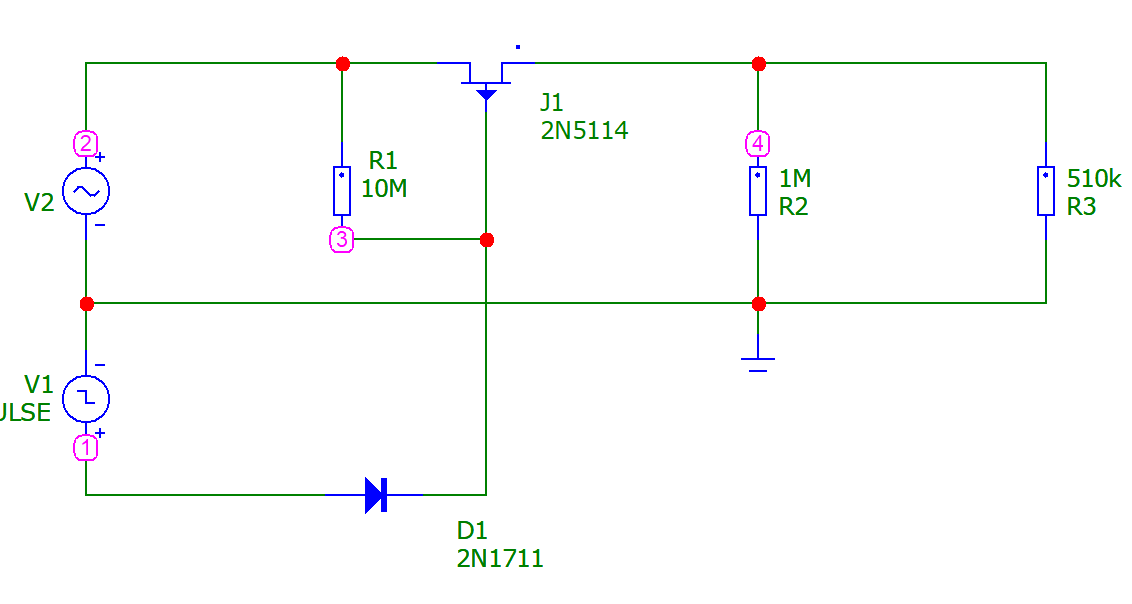 J1
2N5114
2
+
R1
10M
4
1M
R2
510k
R3
V2
−
3
−
V1
ULSE
+
1
D1
2N1711